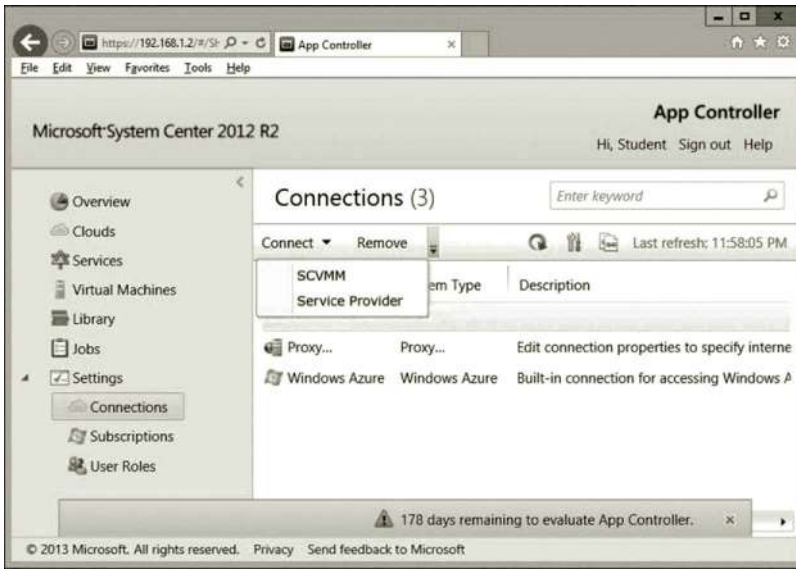 https://192.168.1.2/#/S
App Controller
File Edit View Favorites Tools Help
Microsoft System Center 2012 R2
App Controller
Hi, Student Sign out Help
Overview
Clouds
Services
Virtual Machines
Library
Jobs
Settings
Connections
Subscriptions
User Roles
Connections (3)
Enter keyword
Connect Remove
Last refresh: 11:58:05 PM
SCVMM
Service Provider
em Type Description
Proxy... Proxy... Edit connection properties to specify interne
Windows Azure Windows Azure Built-in connection for accessing Windows A
178 days remaining to evaluate App Controller.
© 2013 Microsoft. All rights reserved. Privacy Send feedback to Microsoft